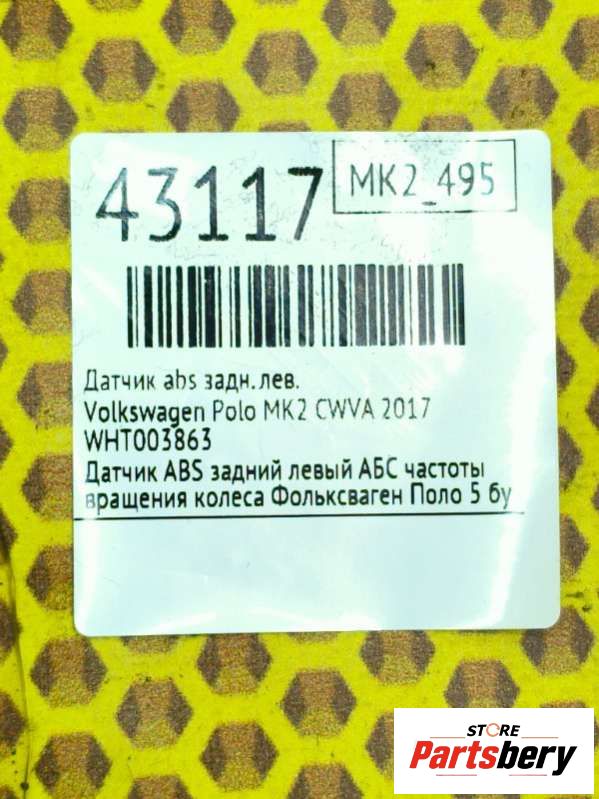 43117
MK2_495
Датчик abs задн.лев.
Volkswagen Polo MK2 CWVA 2017
WHT003863
Датчик ABS задний левый АБС частоты
вращения колеса Фольксваген Поло 5 бу
STORE
Partsbery